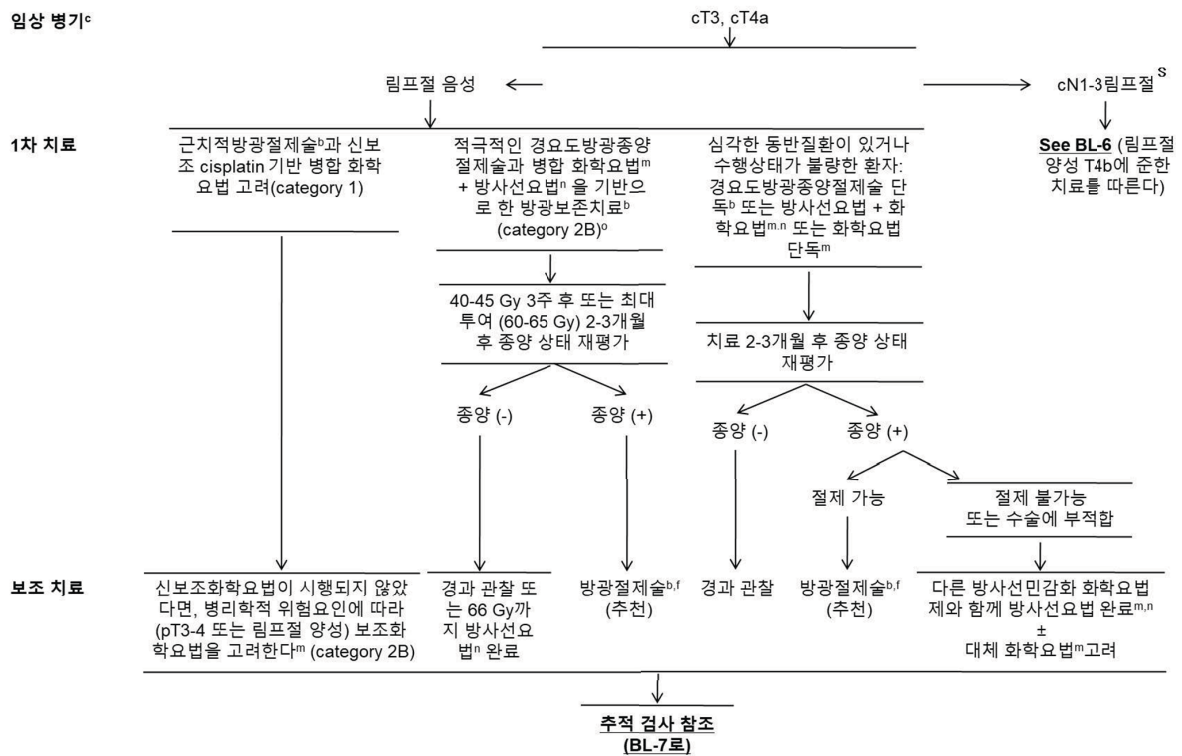 임상 병기ᶜ
cT3, cT4a
림프절 음성
cN1-3림프절ˢ
1차 치료
근치적방광절제술ᵇ과 신보
조 cisplatin 기반 병합 화학
요법 고려(category 1)
적극적인 경요도방광종양
절제술과 병합 화학요법ᵐ
+ 방사선요법ⁿ 을 기반으
로 한 방광보존치료ᵇ
(category 2B)ᵒ
심각한 동반질환이 있거나
수행상태가 불량한 환자:
경요도방광종양절제술 단
독ᵇ 또는 방사선요법 + 화
학요법ᵐ·ⁿ 또는 화학요법
단독ᵐ
See BL-6 (림프절
양성 T4b에 준한
치료를 따른다)
40-45 Gy 3주 후 또는 최대
투여 (60-65 Gy) 2-3개월
후 종양 상태 재평가
치료 2-3개월 후 종양 상태
재평가
종양 (-)
종양 (+)
종양 (-)
종양 (+)
절제 가능
절제 불가능
또는 수술에 부적합
보조 치료
신보조화학요법이 시행되지 않았
다면, 병리학적 위험요인에 따라
(pT3-4 또는 림프절 양성) 보조화
학요법을 고려한다ᵐ (category 2B)
경과 관찰 또
는 66 Gy까
지 방사선요
법ⁿ 완료
방광절제술ᵇ,ᶠ
(추천)
경과 관찰
방광절제술ᵇ,ᶠ
(추천)
다른 방사선민감화 화학요법
제와 함께 방사선요법 완료ᵐ,ⁿ
±
대체 화학요법ᵐ고려
추적 검사 참조
(BL-7로)